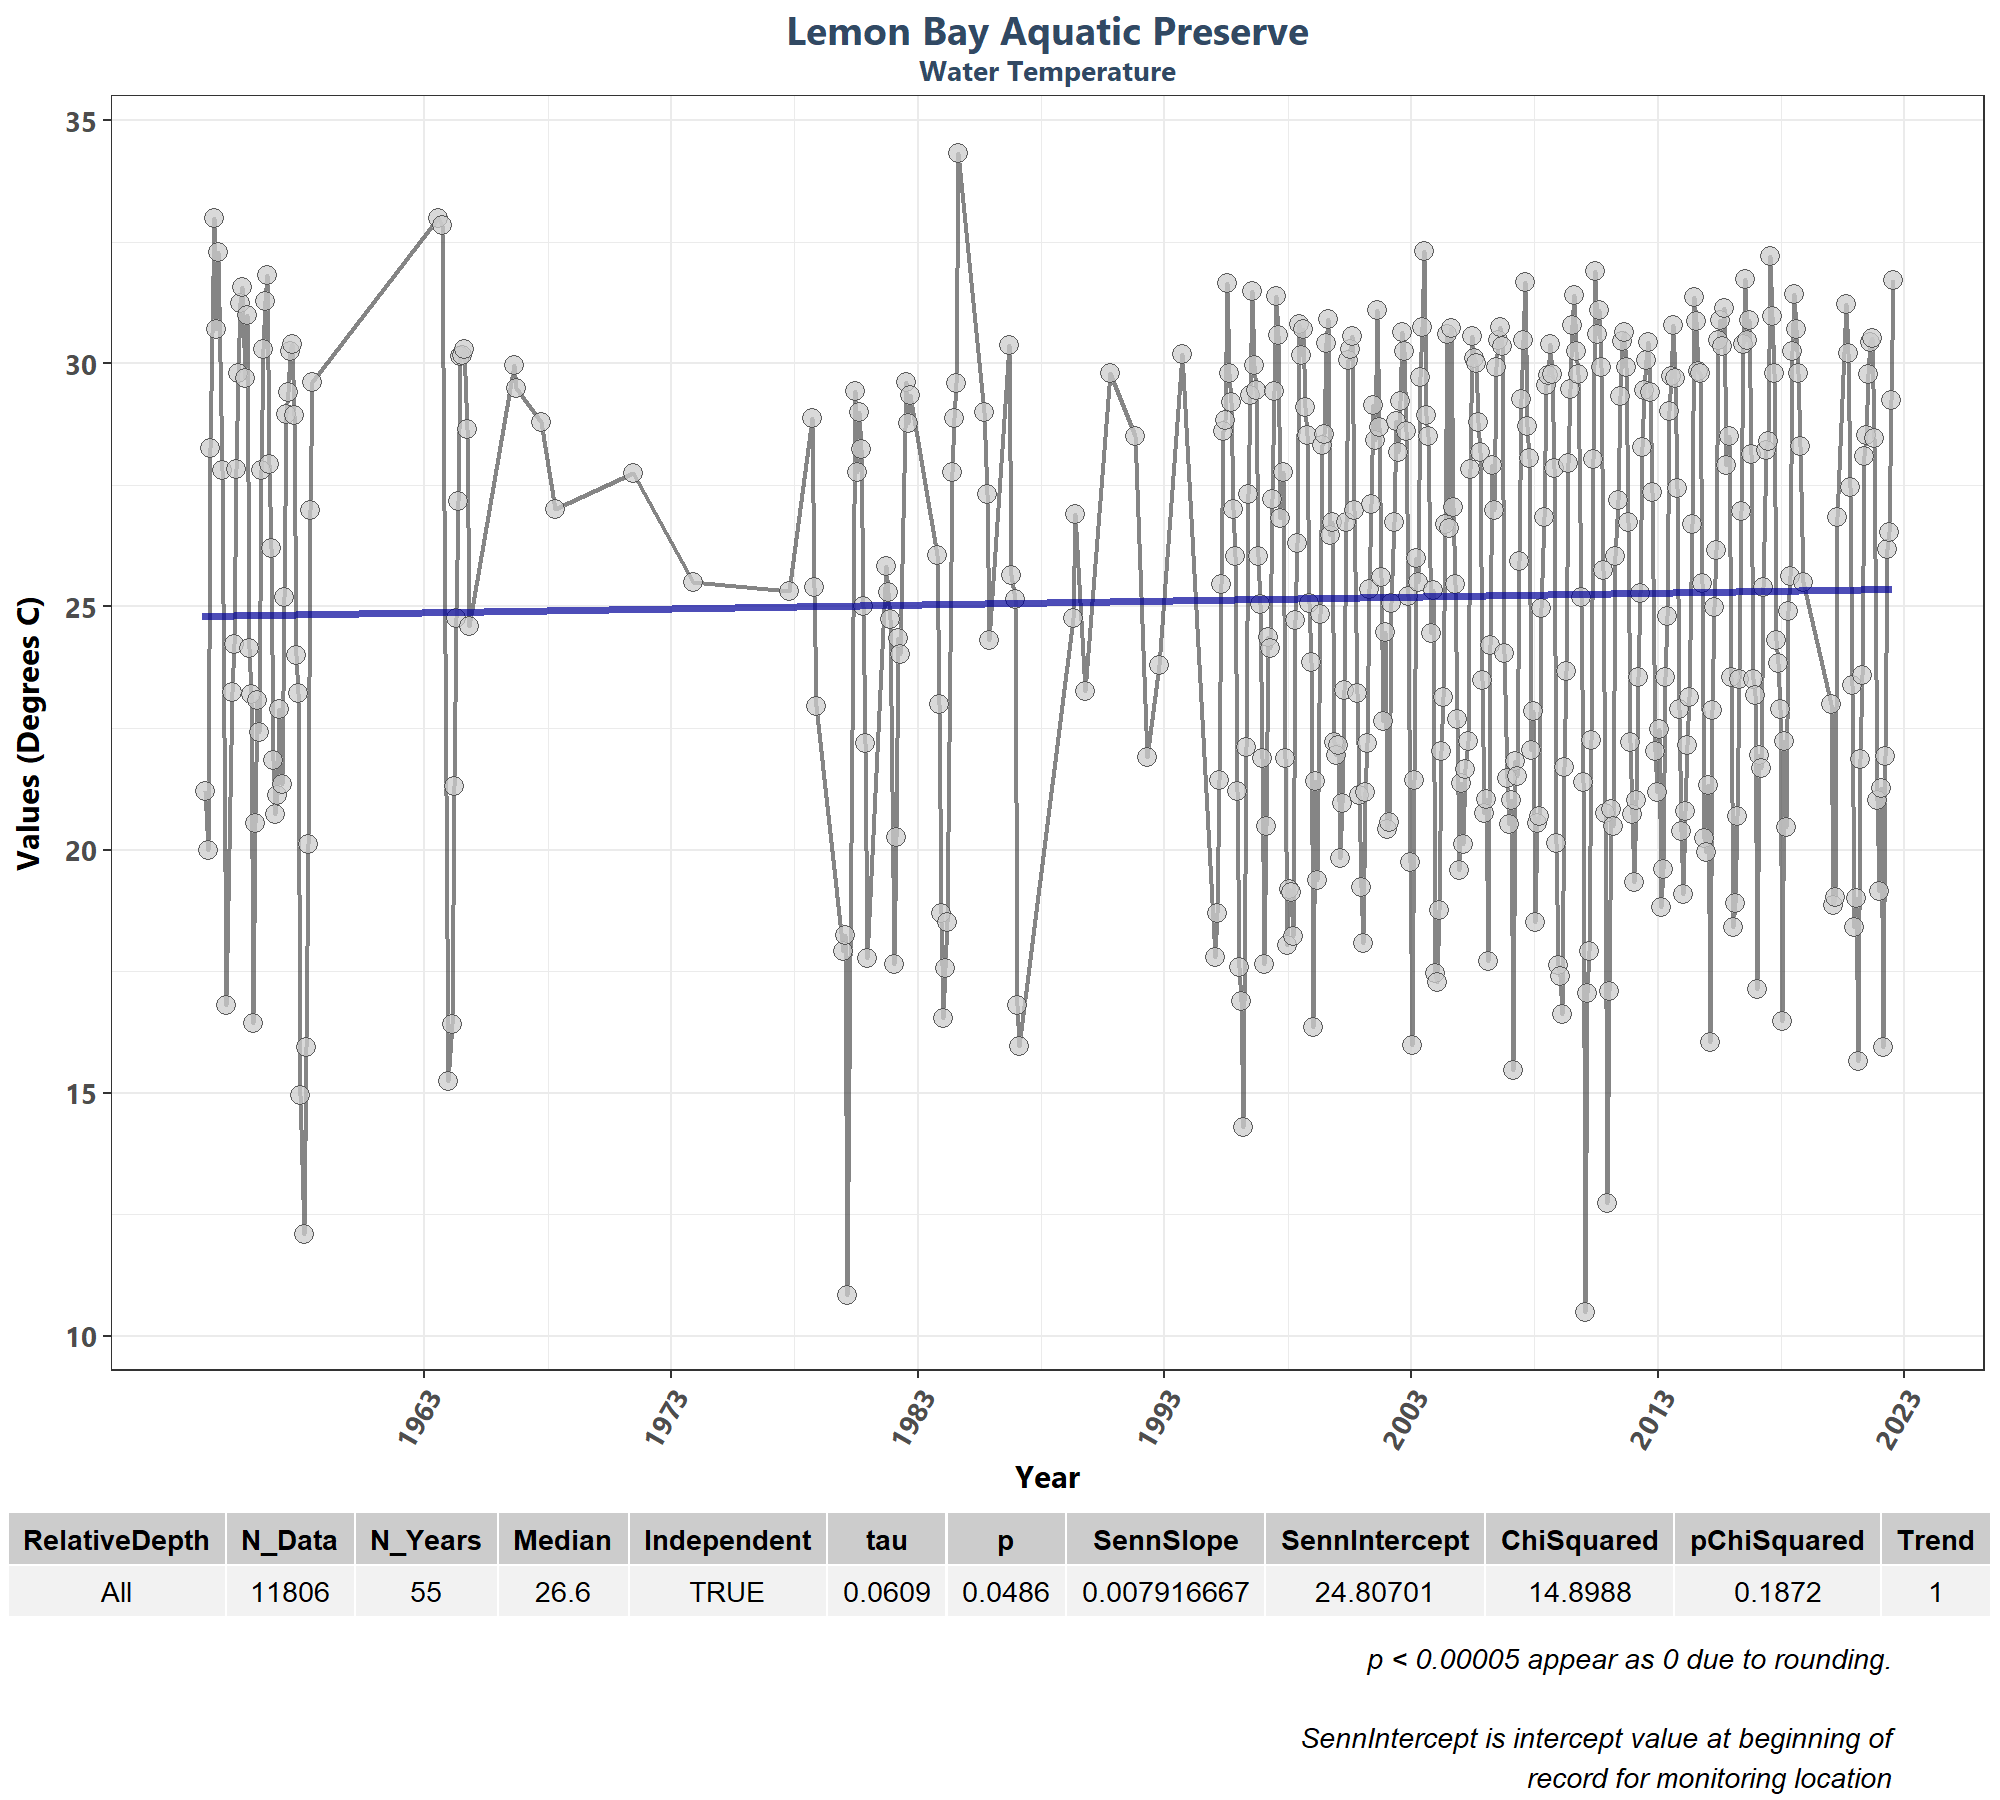 Lemon Bay Aquatic Preserve
Water Temperature
Values (Degrees C)
35
30
25
20
15
10
1963 1973 1983 1993 2003 2013 2023
Year
RelativeDepth N_Data N_Years Median Independent tau p SennSlope SennIntercept ChiSquared pChiSquared Trend
All 11806 55 26.6 TRUE 0.0609 0.0486 0.007916667 24.80701 14.8988 0.1872 1
p < 0.00005 appear as 0 due to rounding.
SennIntercept is intercept value at beginning of
record for monitoring location